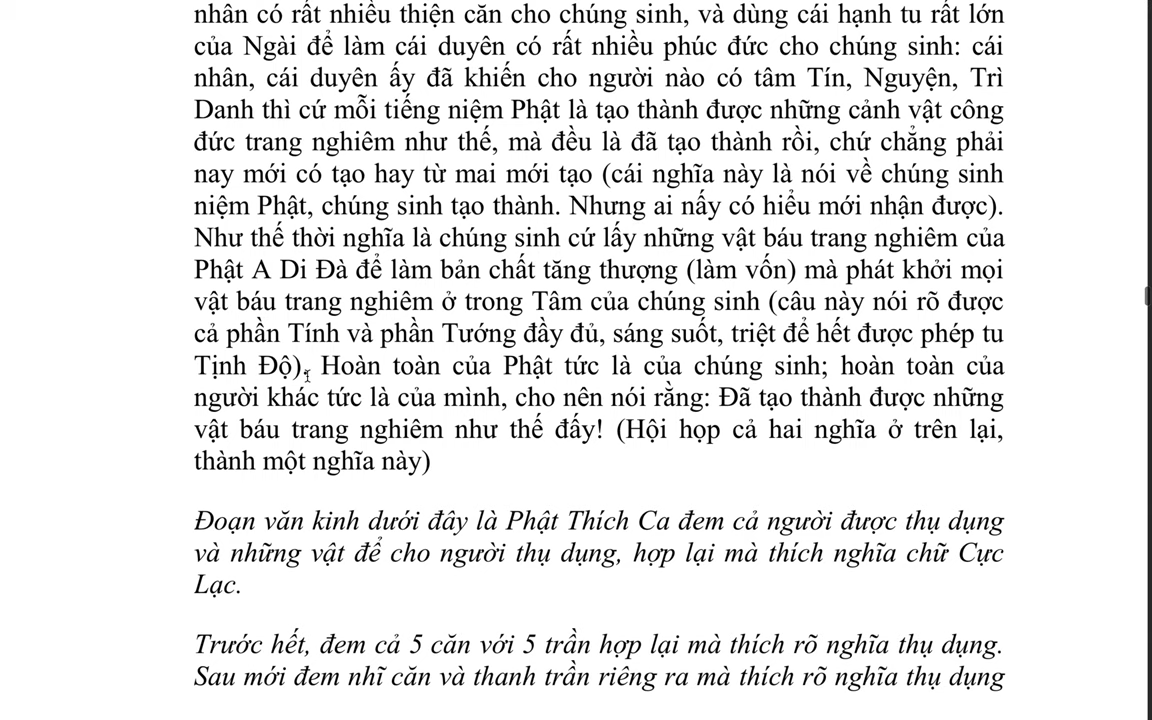 nhân có rất nhiều thiện căn cho chúng sinh, và dùng cái hạnh tu rất lớn
của Ngài để làm cái duyên có rất nhiều phúc đức cho chúng sinh: cái
nhân, cái duyên ấy đã khiến cho người nào có tâm Tín, Nguyện, Trì
Danh thì cứ mỗi tiếng niệm Phật là tạo thành được những cảnh vật công
đức trang nghiêm như thế, mà đều là đã tạo thành rồi, chứ chẳng phải
nay mới có tạo hay từ mai mới tạo (cái nghĩa này là nói về chúng sinh
niệm Phật, chúng sinh tạo thành. Nhưng ai nấy có hiểu mới nhận được).
Như thế thời nghĩa là chúng sinh cứ lấy những vật báu trang nghiêm của
Phật A Di Đà để làm bản chất tăng thượng (làm vốn) mà phát khởi mọi
vật báu trang nghiêm ở trong Tâm của chúng sinh (câu này nói rõ được
cả phần Tính và phần Tướng đầy đủ, sáng suốt, triệt để hết được phép tu
Tịnh Độ). Hoàn toàn của Phật tức là của chúng sinh; hoàn toàn của
người khác tức là của mình, cho nên nói rằng: Đã tạo thành được những
vật báu trang nghiêm như thế đấy! (Hội họp cả hai nghĩa ở trên lại,
thành một nghĩa này)
Đoạn văn kinh dưới đây là Phật Thích Ca đem cả người được thụ dụng
và những vật để cho người thụ dụng, hợp lại mà thích nghĩa chữ Cực
Lạc.
Trước hết, đem cả 5 căn với 5 trần hợp lại mà thích rõ nghĩa thụ dụng.
Sau mới đem nhĩ căn và thanh trần riêng ra mà thích rõ nghĩa thụ dụng